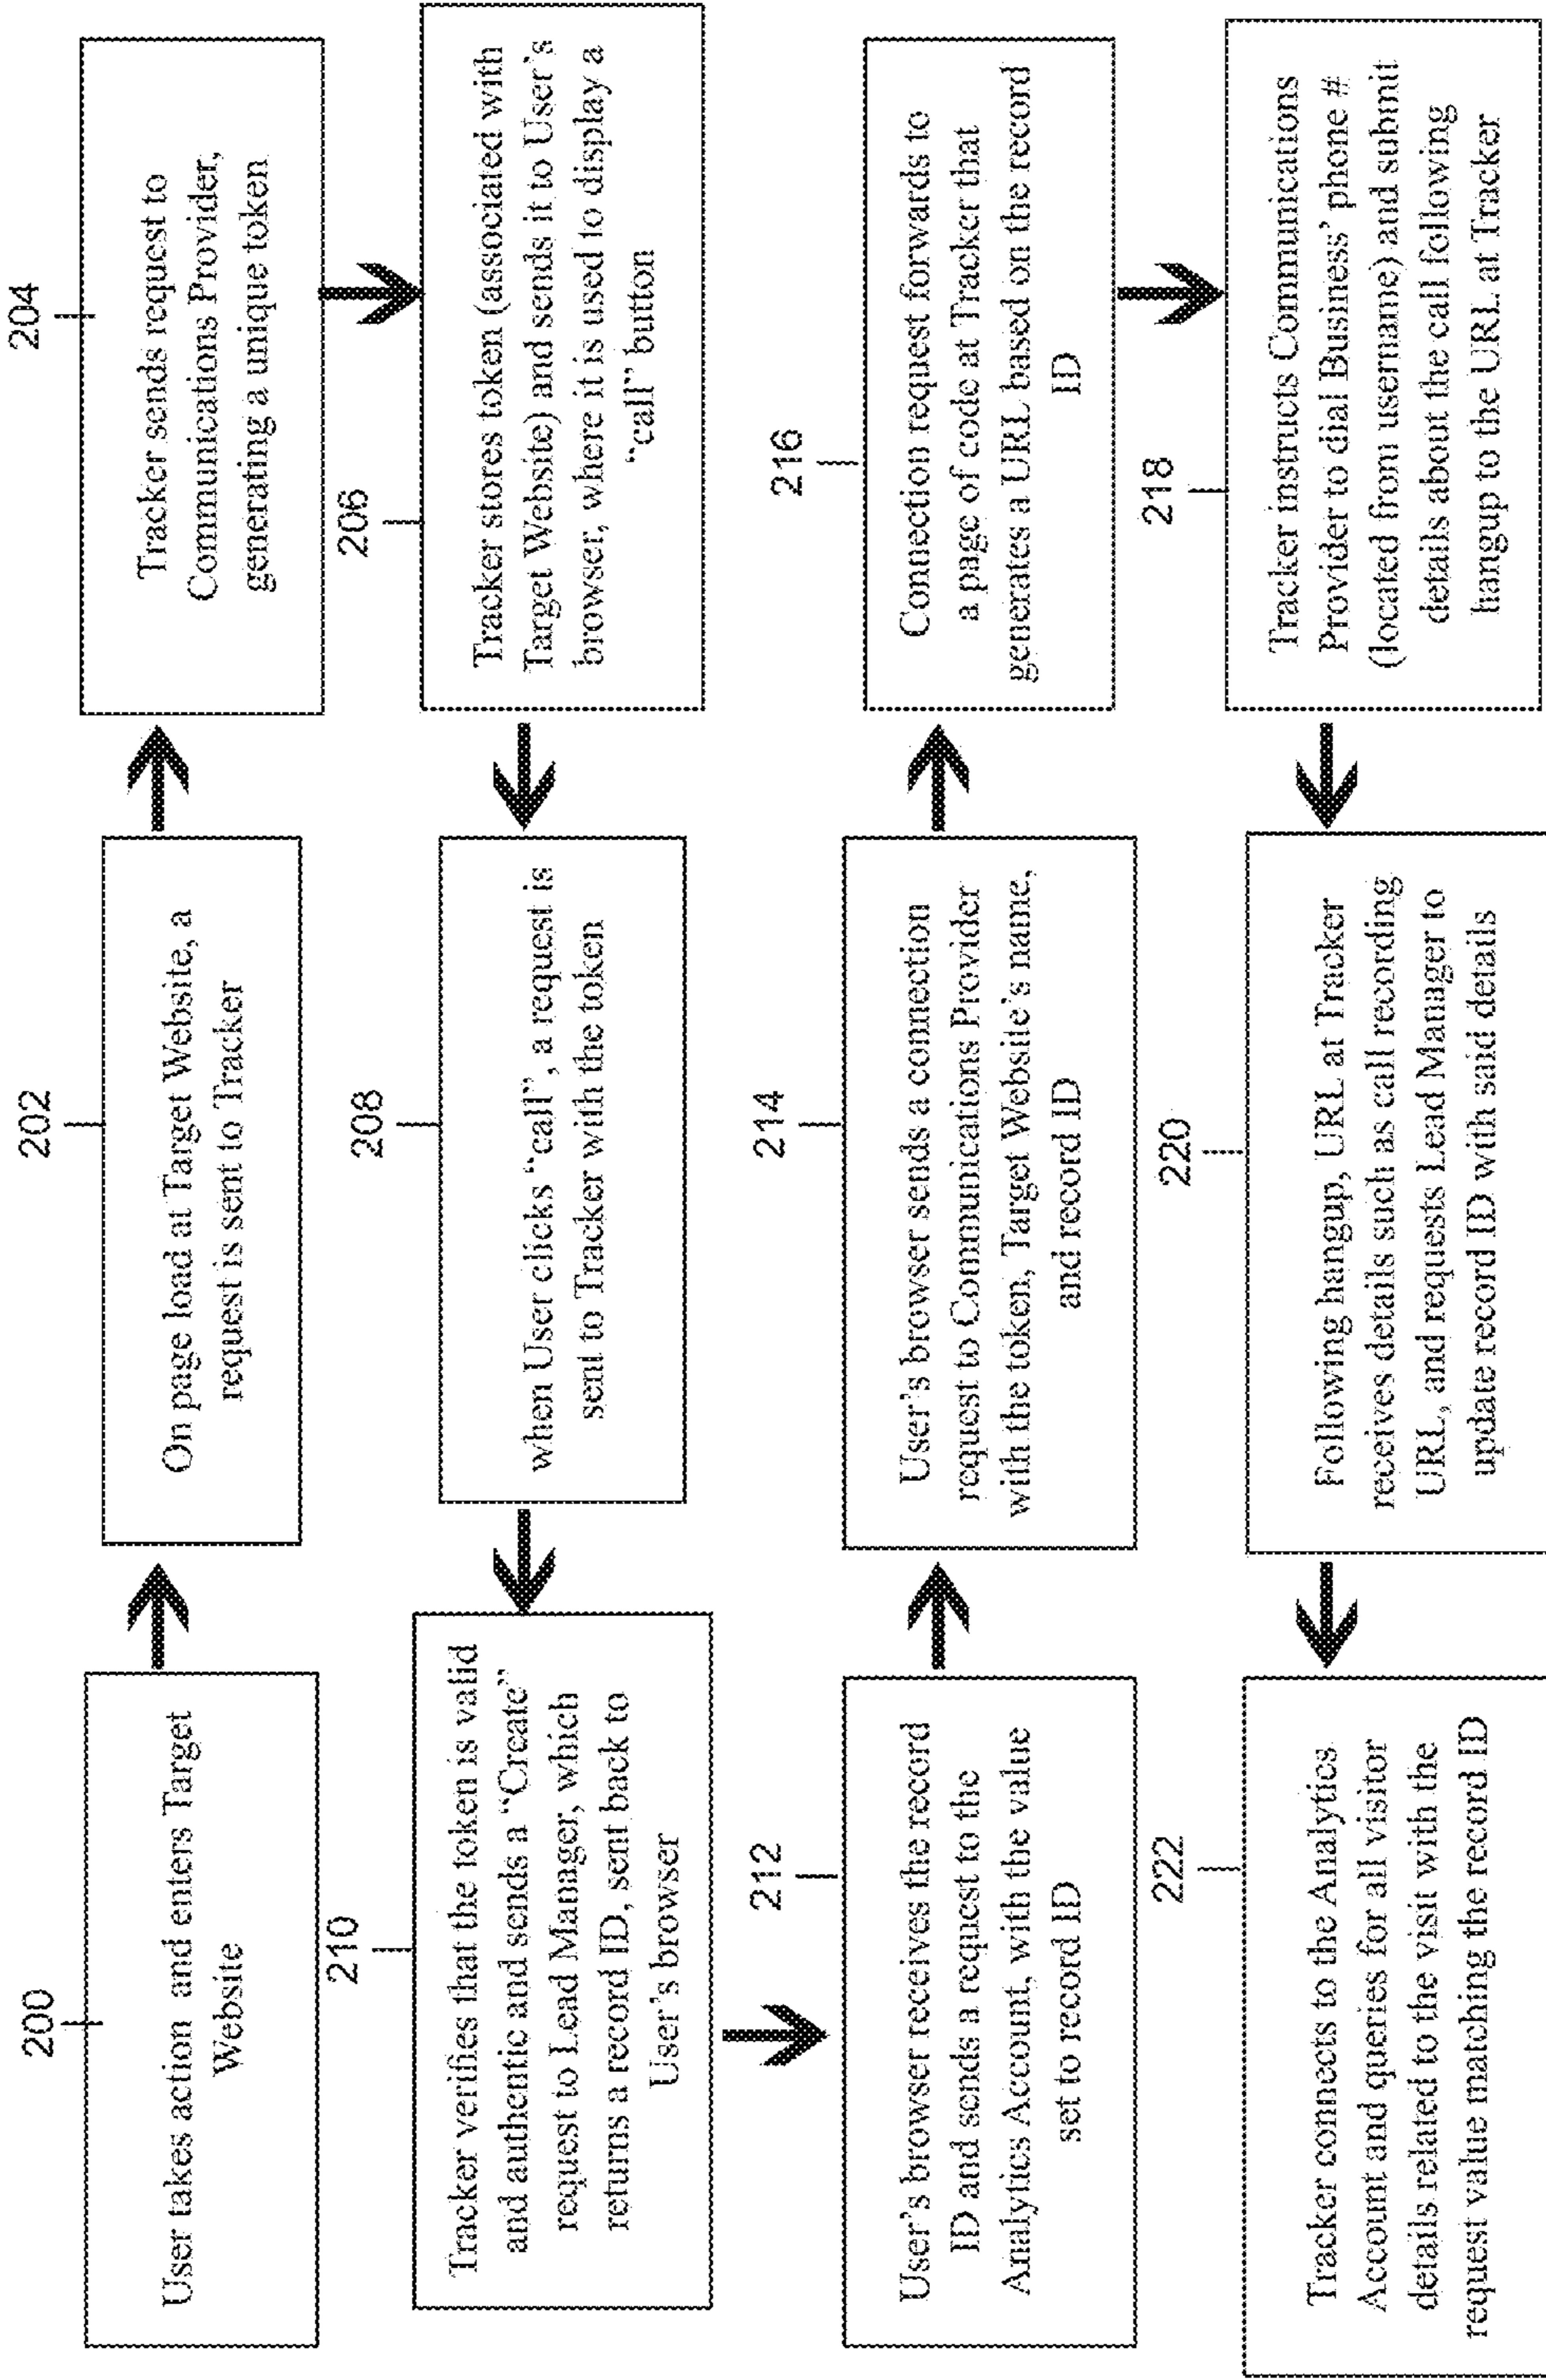 200
User takes action and enters Target
Website
202
On page load at Target Website, a
request is sent to Tracker
204
Tracker sends request to
Communications Provider,
generating a unique token
206
Tracker stores token (associated with
Target Website) and sends it to User's
browser, where it is used to display a
“call” button
208
when User clicks “call”, a request is
sent to Tracker with the token
210
Tracker verifies that the token is valid
and authentic and sends a “Create”
request to Lead Manager, which
returns a record ID, sent back to
User's browser
212
User's browser receives the record
ID and sends a request to the
Analytics Account, with the value
set to record ID
214
User's browser sends a connection
request to Communications Provider
with the token, Target Website's name,
and record ID
216
Connection request forwards to
a page of code at Tracker that
generates a URL based on the record
ID
218
Tracker instructs Communications
Provider to dial Business' phone #
(located from username) and submit
details about the call following
hangup to the URL at Tracker
220
Following hangup, URL at Tracker
receives details such as call recording
URL, and requests Lead Manager to
update record ID with said details
222
Tracker connects to the Analytics
Account and queries for all visitor
details related to the visit with the
request value matching the record ID